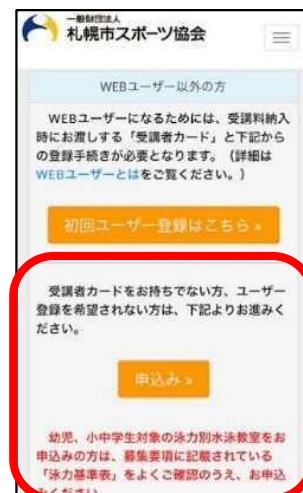 一般財団法人
札幌市スポーツ協会
WEBユーザー以外の方
WEBユーザーになるためには、受講料納入
時にお渡しする「受講者カード」と下記から
の登録手続きが必要となります。（詳細は
WEBユーザーとはをご覧ください。）
初回ユーザー登録はこちら »
受講者カードをお持ちでない方、ユーザー
登録を希望されない方は、下記よりお進みく
ださい。
申込み »
幼児、小中学生対象の泳力別水泳教室をお
申込みの方は、募集要項に記載されている
「泳力基準表」をよくご確認のうえ、お申込
みください。